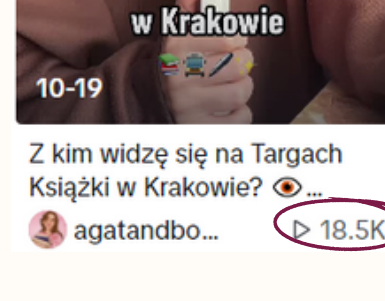 w Krakowie
10-19
Z kim widzę się na Targach
Książki w Krakowie? 👁️...
agatandbo...
18.5K